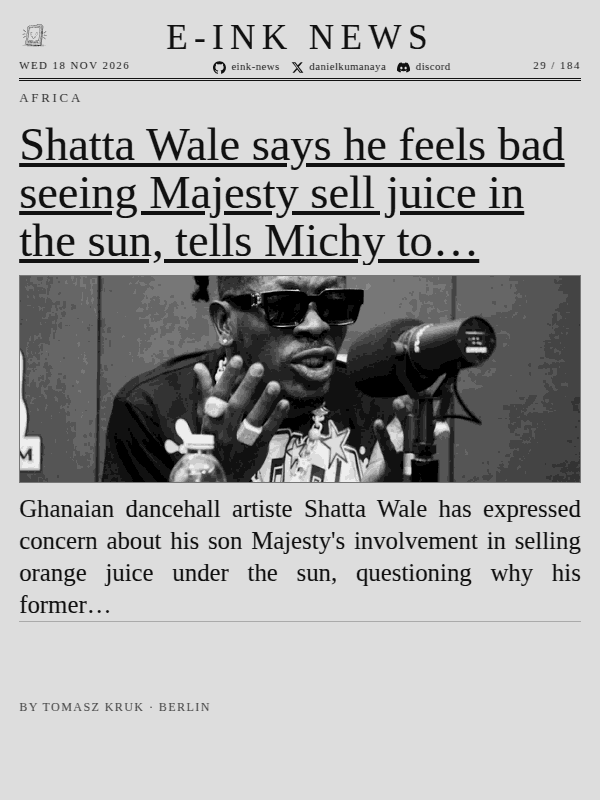 E-INK NEWS
WED 18 NOV 2026
eink-news
danielkumanaya
discord
29 / 184
AFRICA
Shatta Wale says he feels bad
seeing Majesty sell juice in
the sun, tells Michy to…
M
Ghanaian dancehall artiste Shatta Wale has expressed
concern about his son Majesty's involvement in selling
orange juice under the sun, questioning why his
former…
BY TOMASZ KRUK · BERLIN